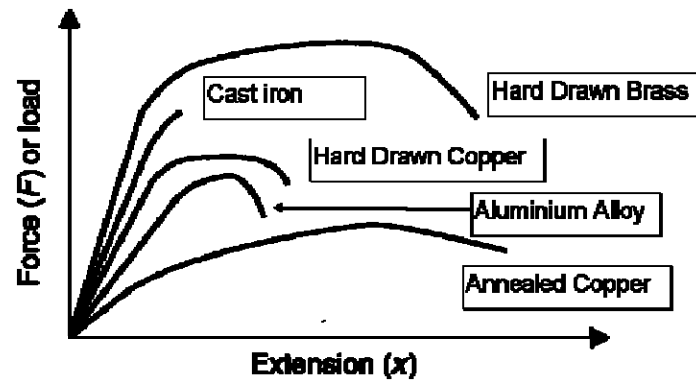 Cast iron
Hard Drawn Brass
Hard Drawn Copper
Aluminium Alloy
Annealed Copper
Force (F) or load
Extension (x)